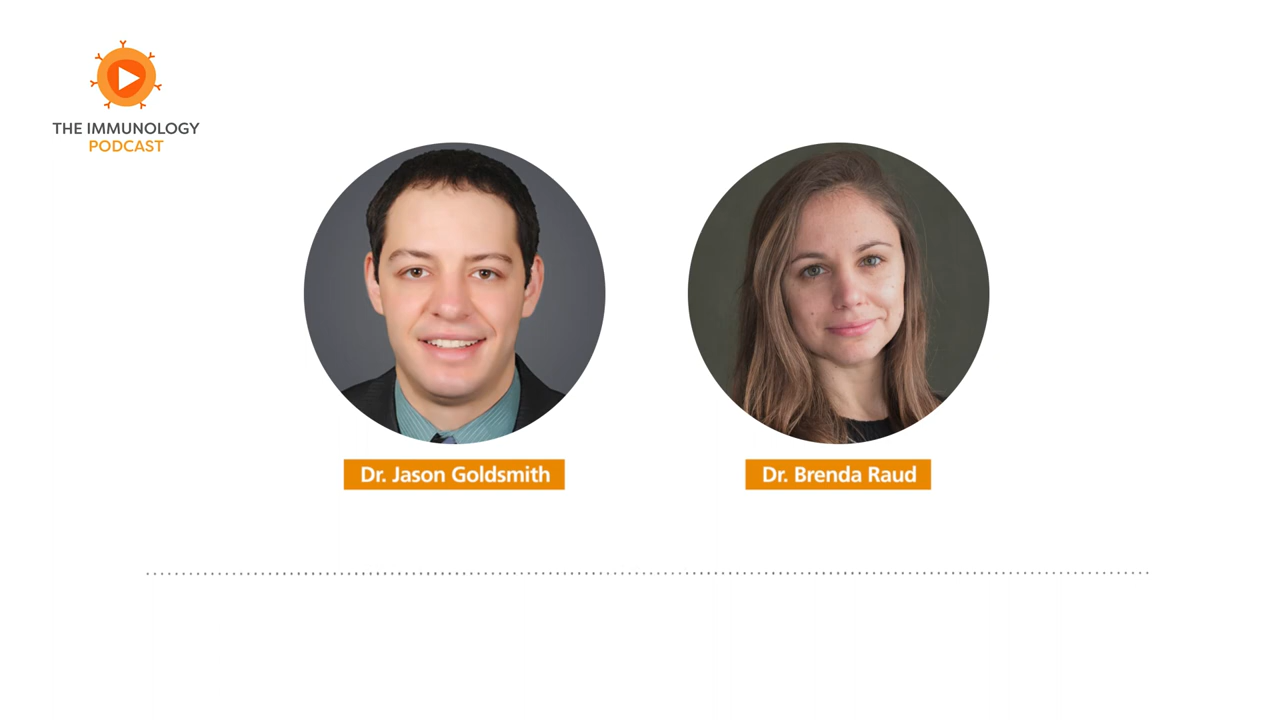 THE IMMUNOLOGY
PODCAST
Dr. Jason Goldsmith
Dr. Brenda Raud